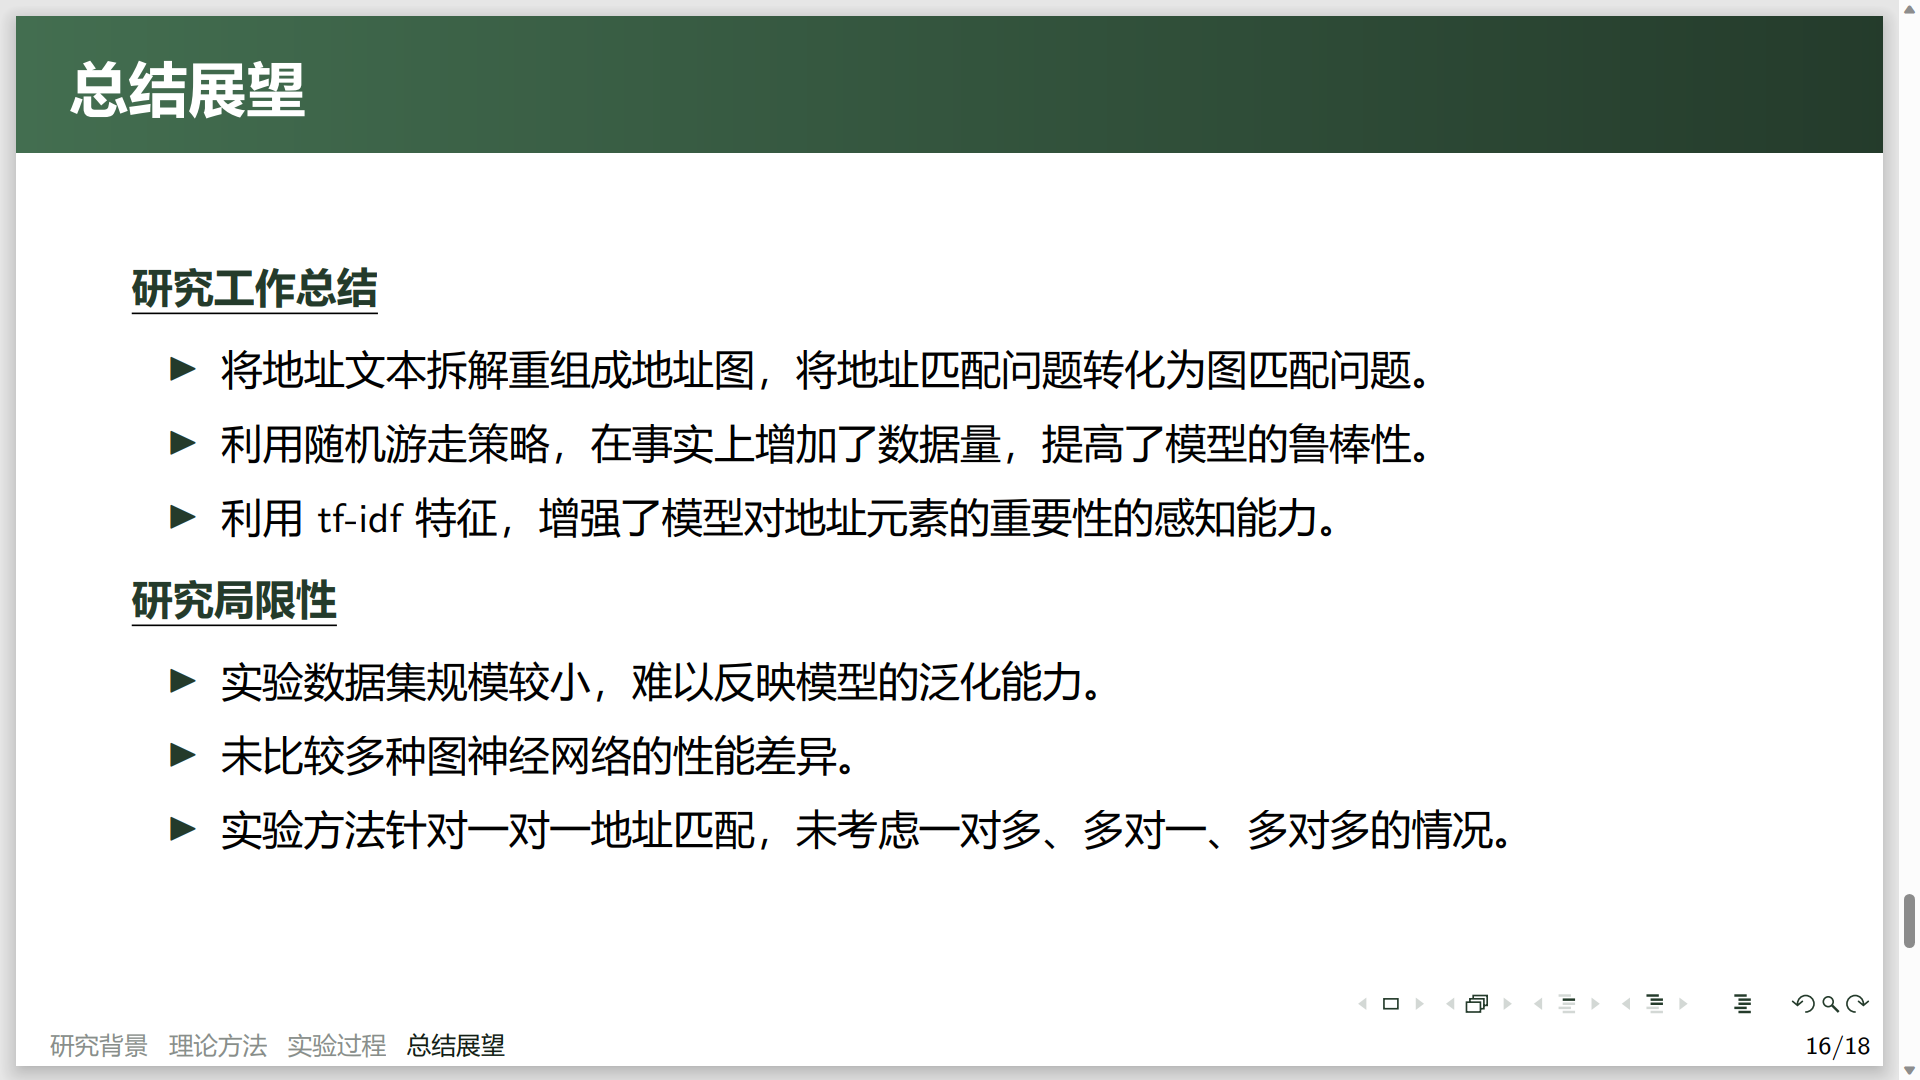 总结展望
研究工作总结
将地址文本拆解重组成地址图，将地址匹配问题转化为图匹配问题。
利用随机游走策略，在事实上增加了数据量，提高了模型的鲁棒性。
利用 tf-idf 特征，增强了模型对地址元素的重要性的感知能力。
研究局限性
实验数据集规模较小，难以反映模型的泛化能力。
未比较多种图神经网络的性能差异。
实验方法针对一对一地址匹配，未考虑一对多、多对一、多对多的情况。
研究背景 理论方法 实验过程 总结展望 16/18